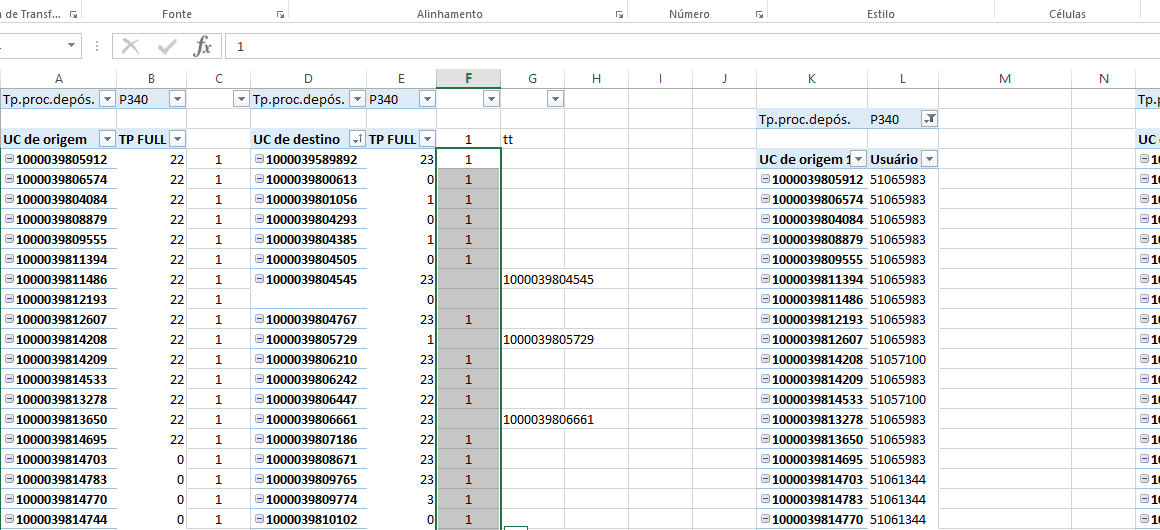 de Transf... Fonte Alinhamento Número Estilo Células
fx 1
A B C D E F G H I J K L M N
Tp.proc.depós. P340 Tp.proc.depós. P340 Tp.p
Tp.proc.depós. P340
UC de origem TP FULL UC de destino TP FULL 1 tt UC
1000039805912 22 1 1000039589892 23 1 UC de origem 1 Usuário
1000039806574 22 1 1000039800613 0 1 1000039805912 51065983
1000039804084 22 1 1000039801056 1 1 1000039806574 51065983
1000039808879 22 1 1000039804293 0 1 1000039804084 51065983
1000039809555 22 1 1000039804385 1 1 1000039808879 51065983
1000039811394 22 1 1000039804505 0 1 1000039809555 51065983
1000039811486 22 1 1000039804545 23 1000039804545 1000039811394 51065983
1000039812193 22 1 0 1000039811486 51065983
1000039812607 22 1 1000039804767 23 1 1000039812193 51065983
1000039814208 22 1 1000039805729 1 1000039805729 1000039812607 51065983
1000039814209 22 1 1000039806210 23 1 1000039814208 51057100
1000039814533 22 1 1000039806242 23 1 1000039814209 51065983
1000039813278 22 1 1000039806447 22 1 1000039814533 51057100
1000039813650 22 1 1000039806661 23 1000039806661 1000039813278 51065983
1000039814695 22 1 1000039807186 22 1 1000039813650 51065983
1000039814703 0 1 1000039808671 23 1 1000039814695 51065983
1000039814783 0 1 1000039809765 23 1 1000039814703 51061344
1000039814770 0 1 1000039809774 3 1 1000039814783 51061344
1000039814744 0 1 1000039810102 0 1 1000039814770 51061344